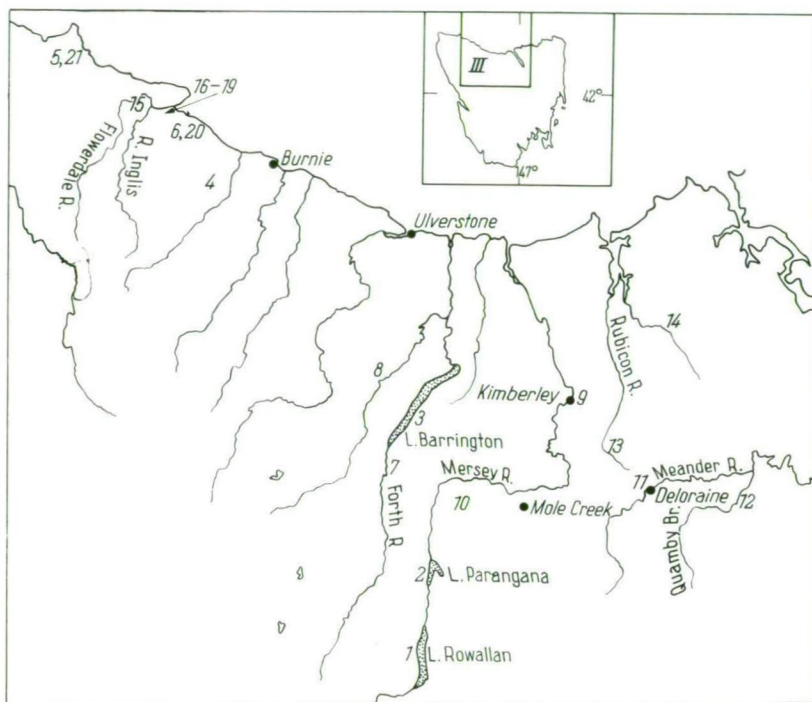 5,21
16–19
III
42°
147°
15
6,20
Flowerdale R.
R. Inglis
4
Burnie
Ulverstone
14
Rubicon R.
8
Kimberley
9
3
L. Barrington
13
7
Mersey R.
Meander R.
11
Deloraine
12
10
Mole Creek
Forth R
Quamby Br.
2
L. Parangana
1
L. Rowallan